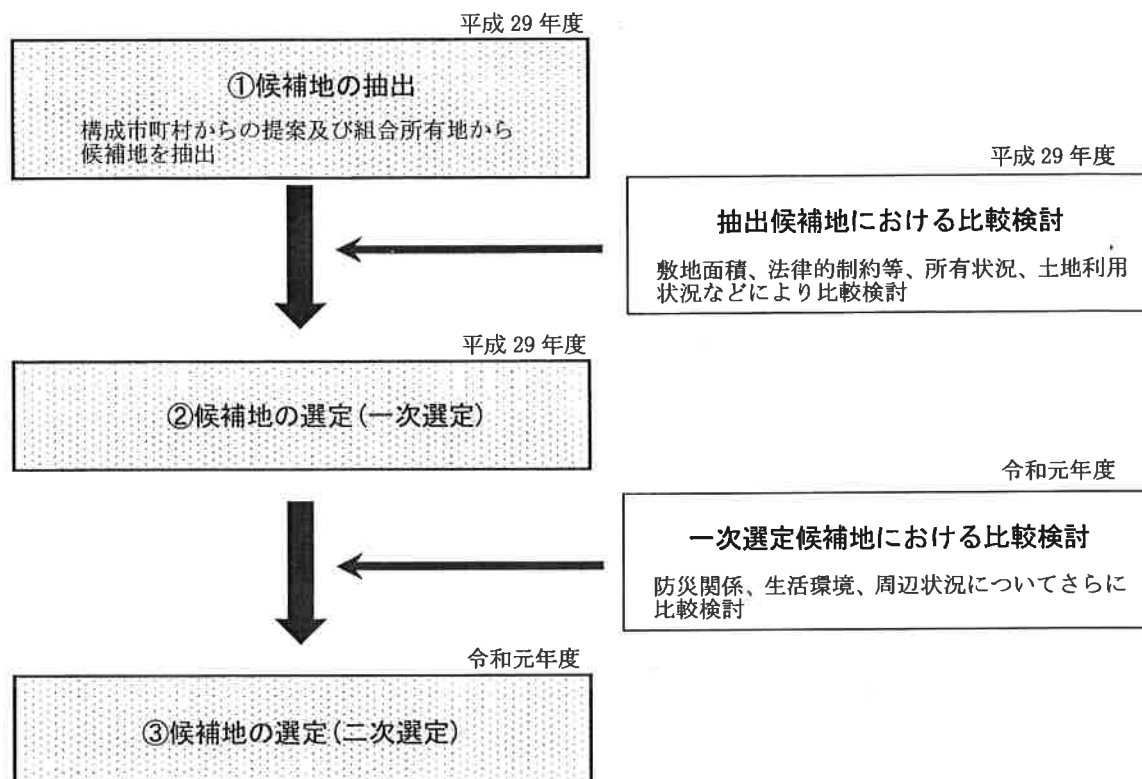 平成 29 年度
①候補地の抽出
構成市町村からの提案及び組合所有地から
候補地を抽出
平成 29 年度
抽出候補地における比較検討
敷地面積、法律的制約等、所有状況、土地利用
状況などにより比較検討
平成 29 年度
②候補地の選定(一次選定)
令和元年度
一次選定候補地における比較検討
防災関係、生活環境、周辺状況についてさらに
比較検討
令和元年度
③候補地の選定(二次選定)